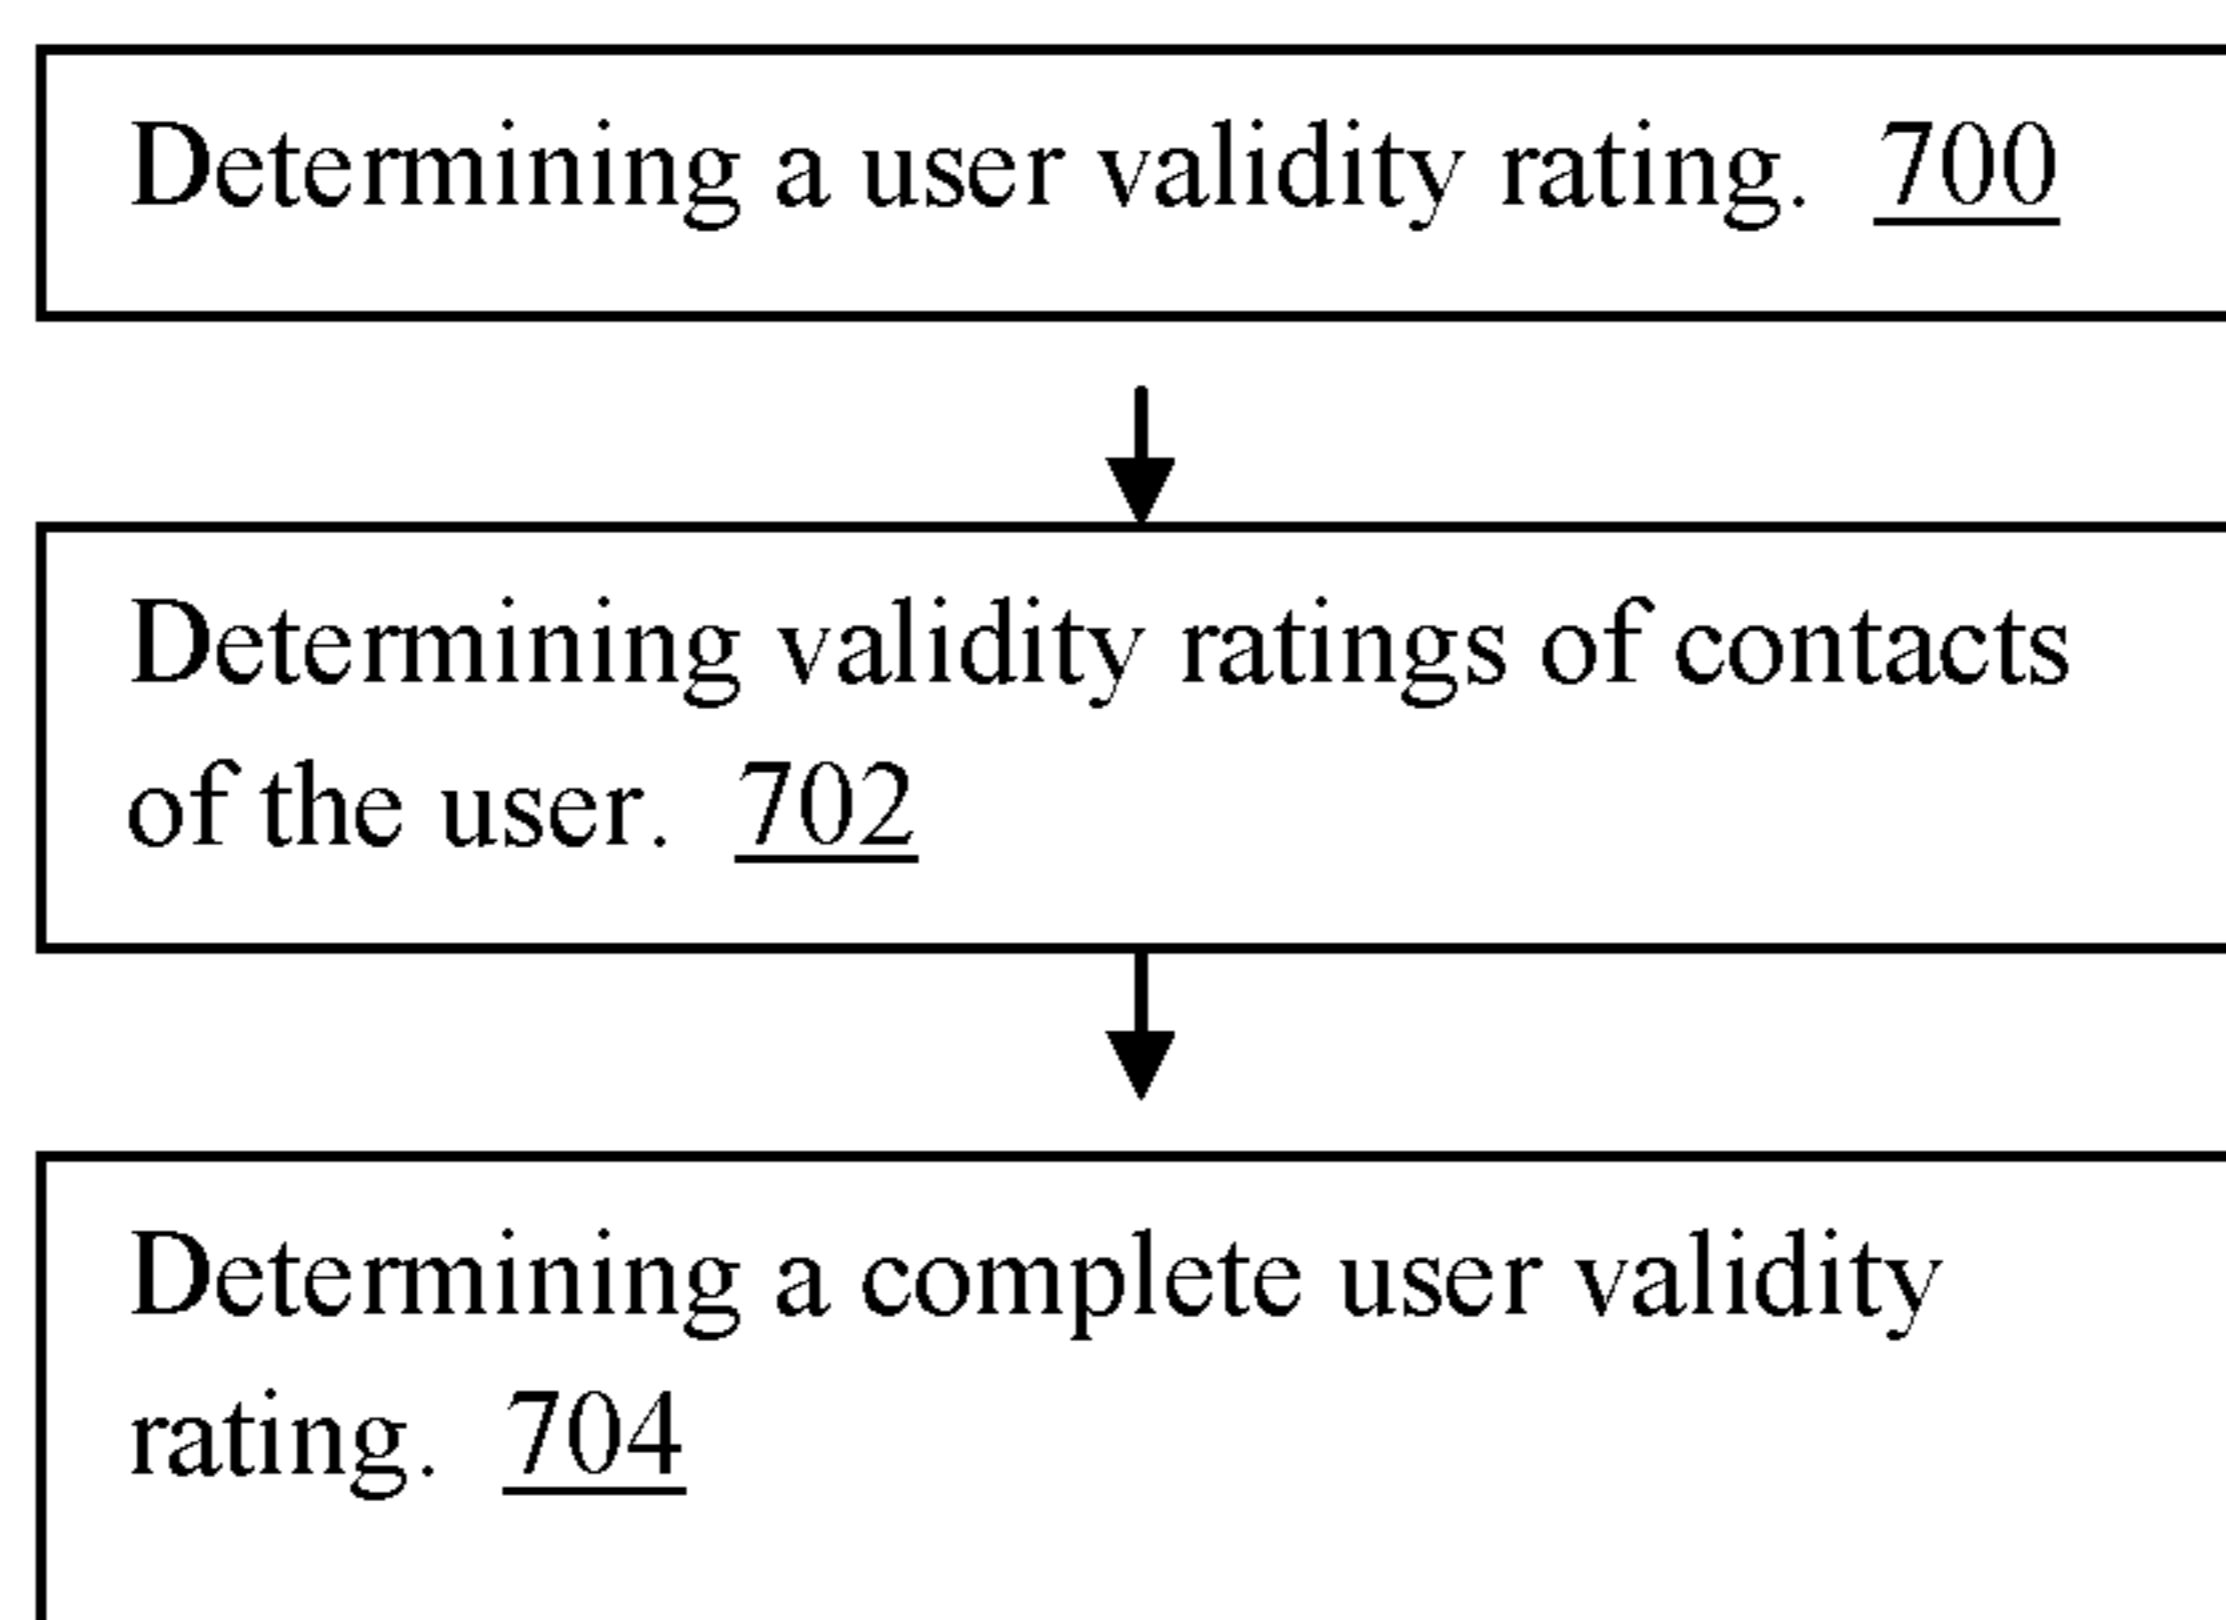 Determining a user validity rating. 700
Determining validity ratings of contacts
of the user. 702
Determining a complete user validity
rating. 704